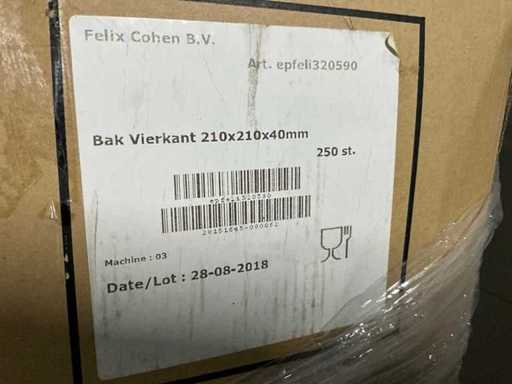 Felix Cohen B.V.
Art. epfeli320590
Bak Vierkant 210x210x40mm
250 st.
Machine : 03
Date/Lot : 28-08-2018